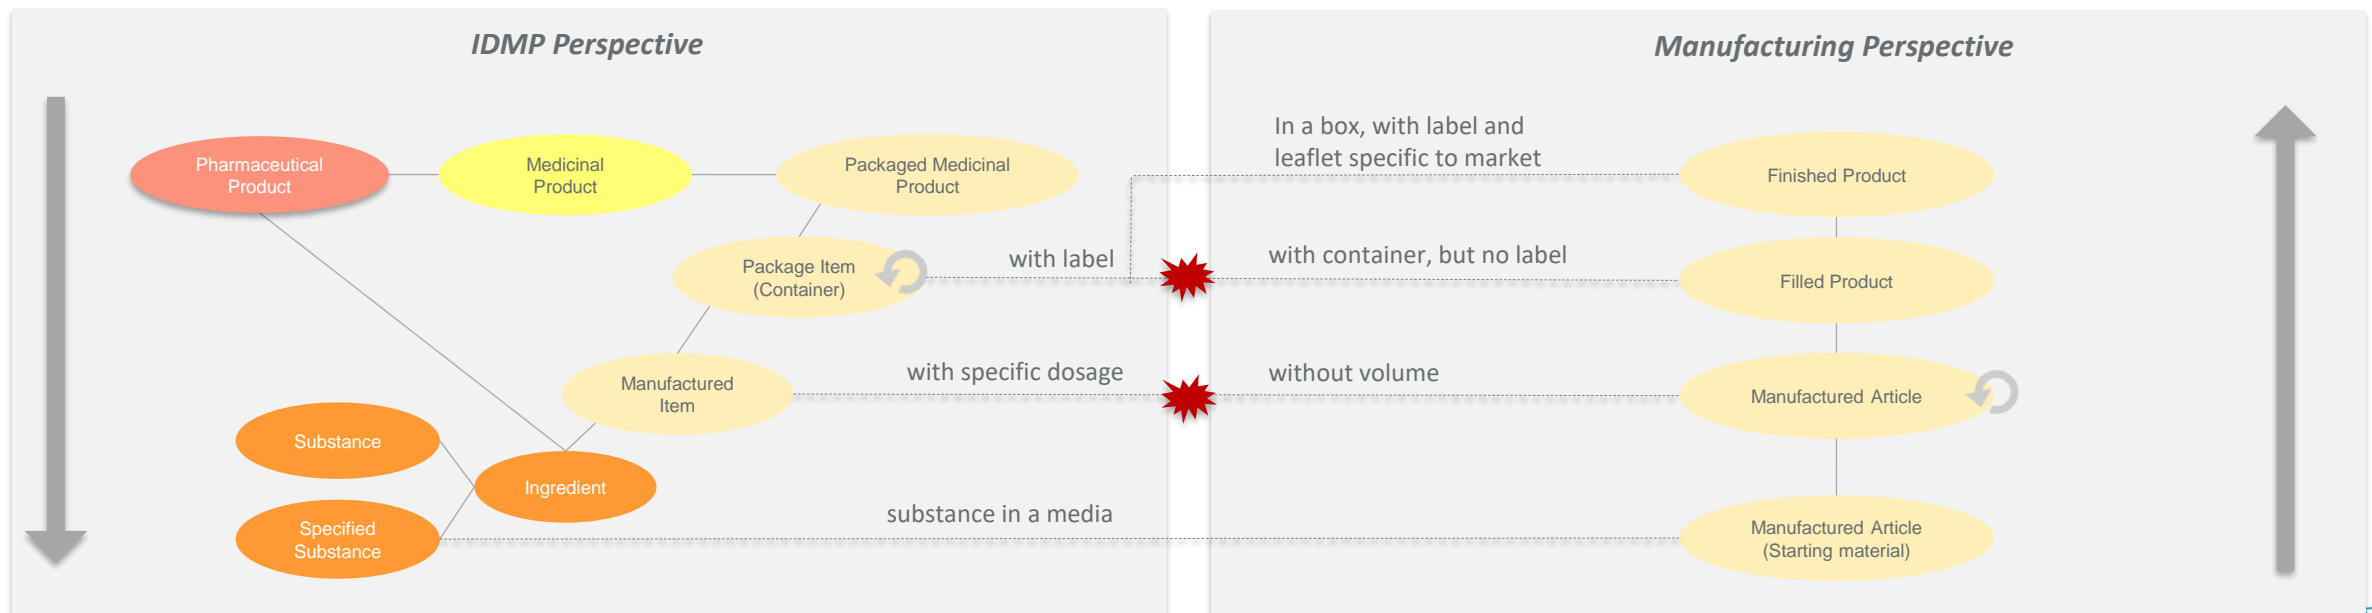 IDMP Perspective
Pharmaceutical
Product
Medicinal
Product
Packaged Medicinal
Product
Package Item
(Container)
with label
Manufactured
Item
with specific dosage
Substance
Ingredient
Specified
Substance
substance in a media
Manufacturing Perspective
In a box, with label and
leaflet specific to market
Finished Product
with container, but no label
Filled Product
without volume
Manufactured Article
Manufactured Article
(Starting material)